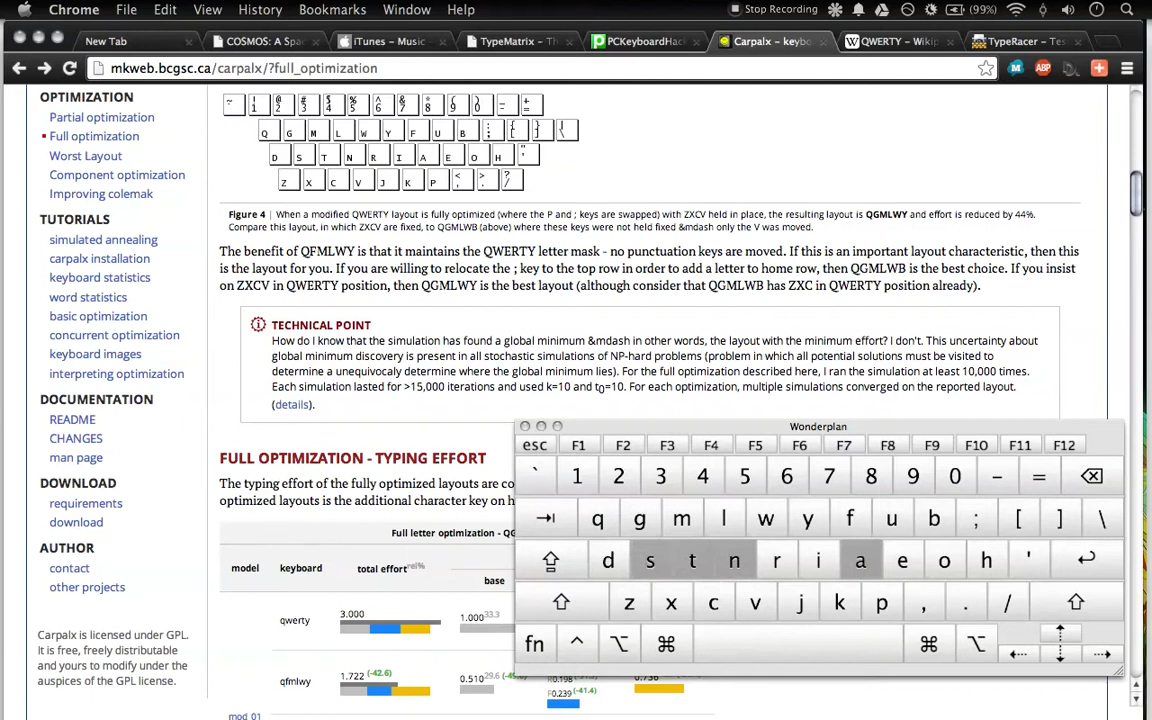 Chrome File Edit View History Bookmarks Window Help Stop Recording (99%)
New Tab COSMOS: A Spa iTunes - Music - TypeMatrix - Th PCKeyboardHac Carpalx - keybo QWERTY - Wikip TypeRacer - Tes
mkweb.bcgsc.ca/carpalx/?full_optimization ABP
OPTIMIZATION
Partial optimization
Full optimization
Worst Layout
Component optimization
Improving colemak
TUTORIALS
simulated annealing
carpalx installation
keyboard statistics
word statistics
basic optimization
concurrent optimization
keyboard images
interpreting optimization
DOCUMENTATION
README
CHANGES
man page
DOWNLOAD
requirements
download
AUTHOR
contact
other projects
Carpalx is licensed under GPL.
It is free, freely distributable
and yours to modify under the
auspices of the GPL license.
~ ! 1 @ 2 # 3 $ 4 % 5 ^ 6 & 7 * 8 ( 9 ) 0 _ - + =
Q G M L W Y F U B : ; { [ } ] | \
D S T N R I A E O H " '
Z X C V J K P < , > . ? /
Figure 4 | When a modified QWERTY layout is fully optimized (where the P and ; keys are swapped) with ZXCV held in place, the resulting layout is QGMLWY and effort is reduced by 44%.
Compare this layout, in which ZXCV are fixed, to QGMLWB (above) where these keys were not held fixed &mdash only the V was moved.
The benefit of QFMLWY is that it maintains the QWERTY letter mask - no punctuation keys are moved. If this is an important layout characteristic, then this
is the layout for you. If you are willing to relocate the ; key to the top row in order to add a letter to home row, then QGMLWB is the best choice. If you insist
on ZXCV in QWERTY position, then QGMLWY is the best layout (although consider that QGMLWB has ZXC in QWERTY position already).
TECHNICAL POINT
How do I know that the simulation has found a global minimum &mdash in other words, the layout with the minimum effort? I don't. This uncertainty about
global minimum discovery is present in all stochastic simulations of NP-hard problems (problem in which all potential solutions must be visited to
determine a unequivocaly determine where the global minimum lies). For the full optimization described here, I ran the simulation at least 10,000 times.
Each simulation lasted for >15,000 iterations and used k=10 and t0=10. For each optimization, multiple simulations converged on the reported layout.
(details).
FULL OPTIMIZATION - TYPING EFFORT
The typing effort of the fully optimized layouts are co
optimized layouts is the additional character key on h
Full letter optimization - QG
model keyboard total effort rel% base
qwerty 3.000 1.000 33.3
qfmlwy 1.722 (-42.6) 0.510 29.6 0.198 0.736
0.239 (-41.4)
mod_01
Wonderplan
esc F1 F2 F3 F4 F5 F6 F7 F8 F9 F10 F11 F12
` 1 2 3 4 5 6 7 8 9 0 - =
q g m l w y f u b ; [ ] \
d s t n r i a e o h '
z x c v j k p , . /
fn ^ ⌥ ⌘ ⌘ ⌥